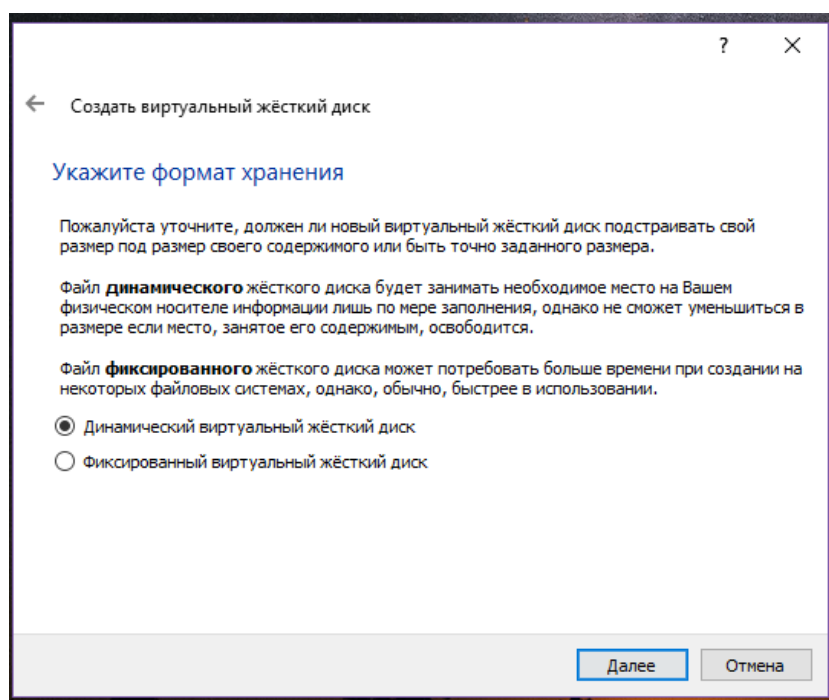 ?
Создать виртуальный жёсткий диск
Укажите формат хранения
Пожалуйста уточните, должен ли новый виртуальный жёсткий диск подстраивать свой
размер под размер своего содержимого или быть точно заданного размера.
Файл динамического жёсткого диска будет занимать необходимое место на Вашем
физическом носителе информации лишь по мере заполнения, однако не сможет уменьшиться в
размере если место, занятое его содержимым, освободится.
Файл фиксированного жёсткого диска может потребовать больше времени при создании на
некоторых файловых системах, однако, обычно, быстрее в использовании.
Динамический виртуальный жёсткий диск
Фиксированный виртуальный жёсткий диск
Далее Отмена